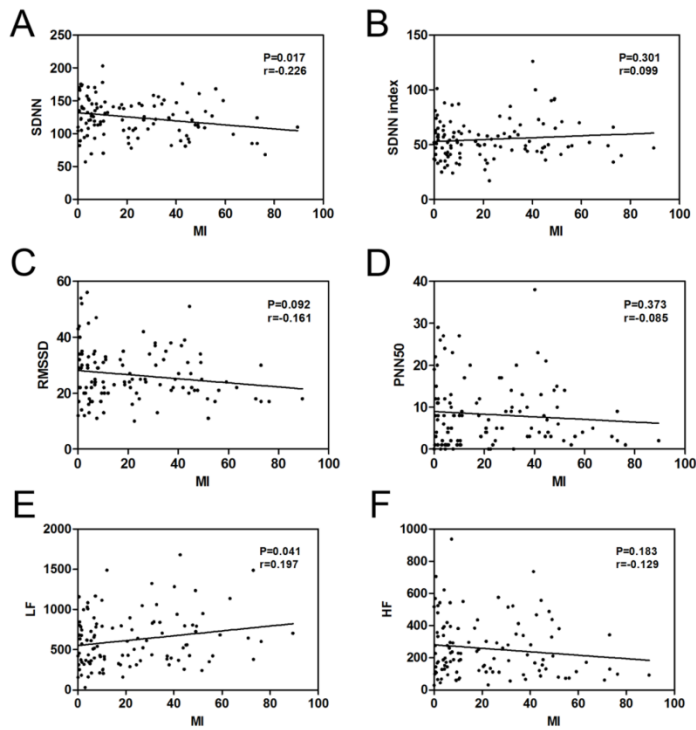 A
250
200
150
100
50
0
SDNN
0 20 40 60 80 100
MI
P=0.017
r=-0.226
B
150
100
50
0
SDNN index
0 20 40 60 80 100
MI
P=0.301
r=0.099
C
60
40
20
0
RMSSD
0 20 40 60 80 100
MI
P=0.092
r=-0.161
D
40
30
20
10
0
PNN50
0 20 40 60 80 100
MI
P=0.373
r=-0.085
E
2000
1500
1000
500
0
LF
0 20 40 60 80 100
MI
P=0.041
r=0.197
F
1000
800
600
400
200
0
HF
0 20 40 60 80 100
MI
P=0.183
r=-0.129